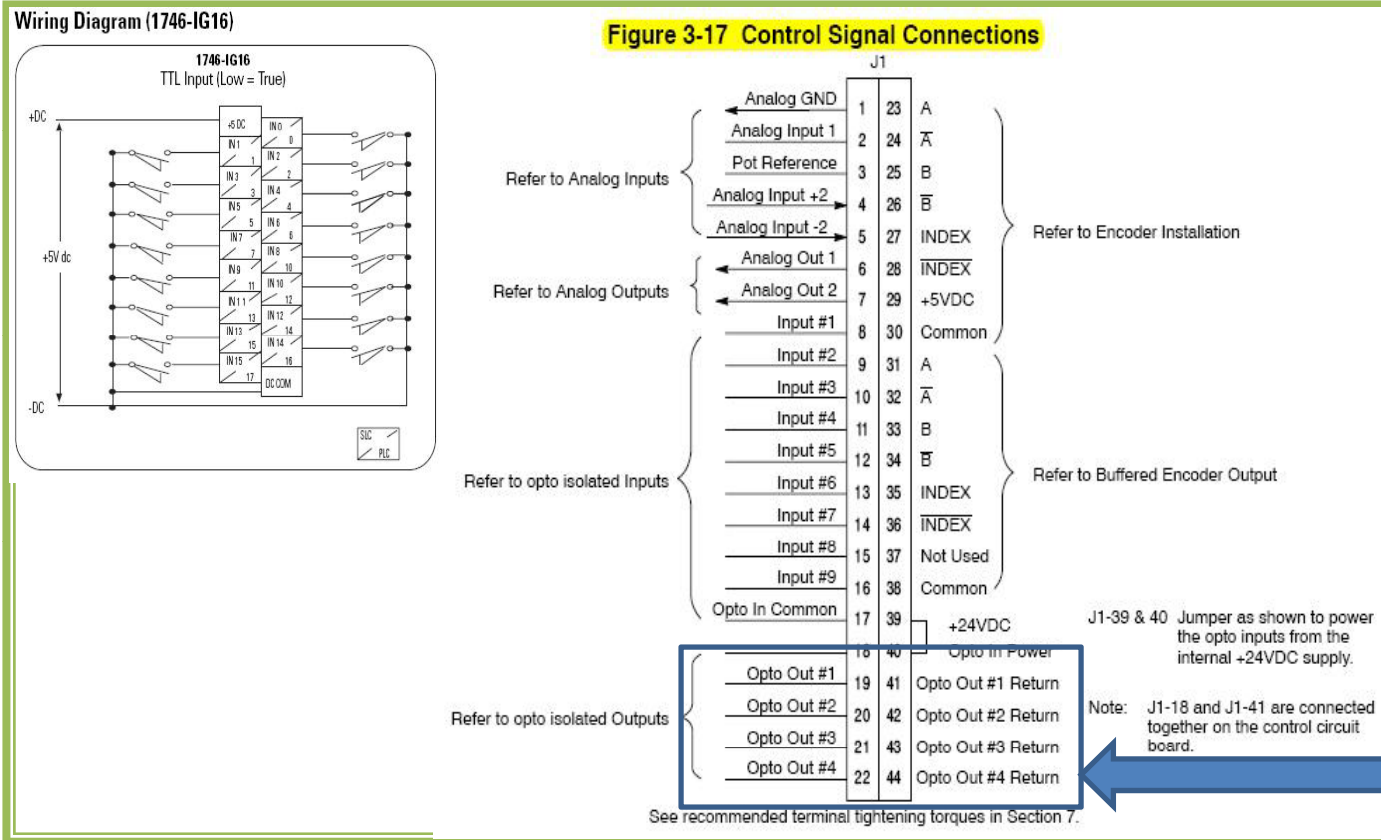 Wiring Diagram (1746-IG16)
1746-IG16
TTL Input (Low = True)
+DC
+5V dc
-DC
+5 DC
IN 0
0
IN 1
1
IN 2
2
IN 3
3
IN 4
4
IN 5
5
IN 6
6
IN 7
7
IN 8
10
IN 9
11
IN 10
12
IN 11
13
IN 12
14
IN 13
15
IN 14
16
IN 15
17
DC COM
SLC
PLC
Figure 3-17 Control Signal Connections
J1
Analog GND 1 23 A
Analog Input 1 2 24 A̅
Pot Reference 3 25 B
Analog Input +2 4 26 B̅
Analog Input -2 5 27 INDEX
Analog Out 1 6 28 I̅N̅D̅E̅X̅
Analog Out 2 7 29 +5VDC
Input #1 8 30 Common
Input #2 9 31 A
Input #3 10 32 A̅
Input #4 11 33 B
Input #5 12 34 B̅
Input #6 13 35 INDEX
Input #7 14 36 I̅N̅D̅E̅X̅
Input #8 15 37 Not Used
Input #9 16 38 Common
Opto In Common 17 39 +24VDC
18 40 Opto In Power
Opto Out #1 19 41 Opto Out #1 Return
Opto Out #2 20 42 Opto Out #2 Return
Opto Out #3 21 43 Opto Out #3 Return
Opto Out #4 22 44 Opto Out #4 Return
Refer to Analog Inputs
Refer to Analog Outputs
Refer to opto isolated Inputs
Refer to opto isolated Outputs
Refer to Encoder Installation
Refer to Buffered Encoder Output
J1-39 & 40 Jumper as shown to power
the opto inputs from the
internal +24VDC supply.
Note: J1-18 and J1-41 are connected
together on the control circuit
board.
See recommended terminal tightening torques in Section 7.